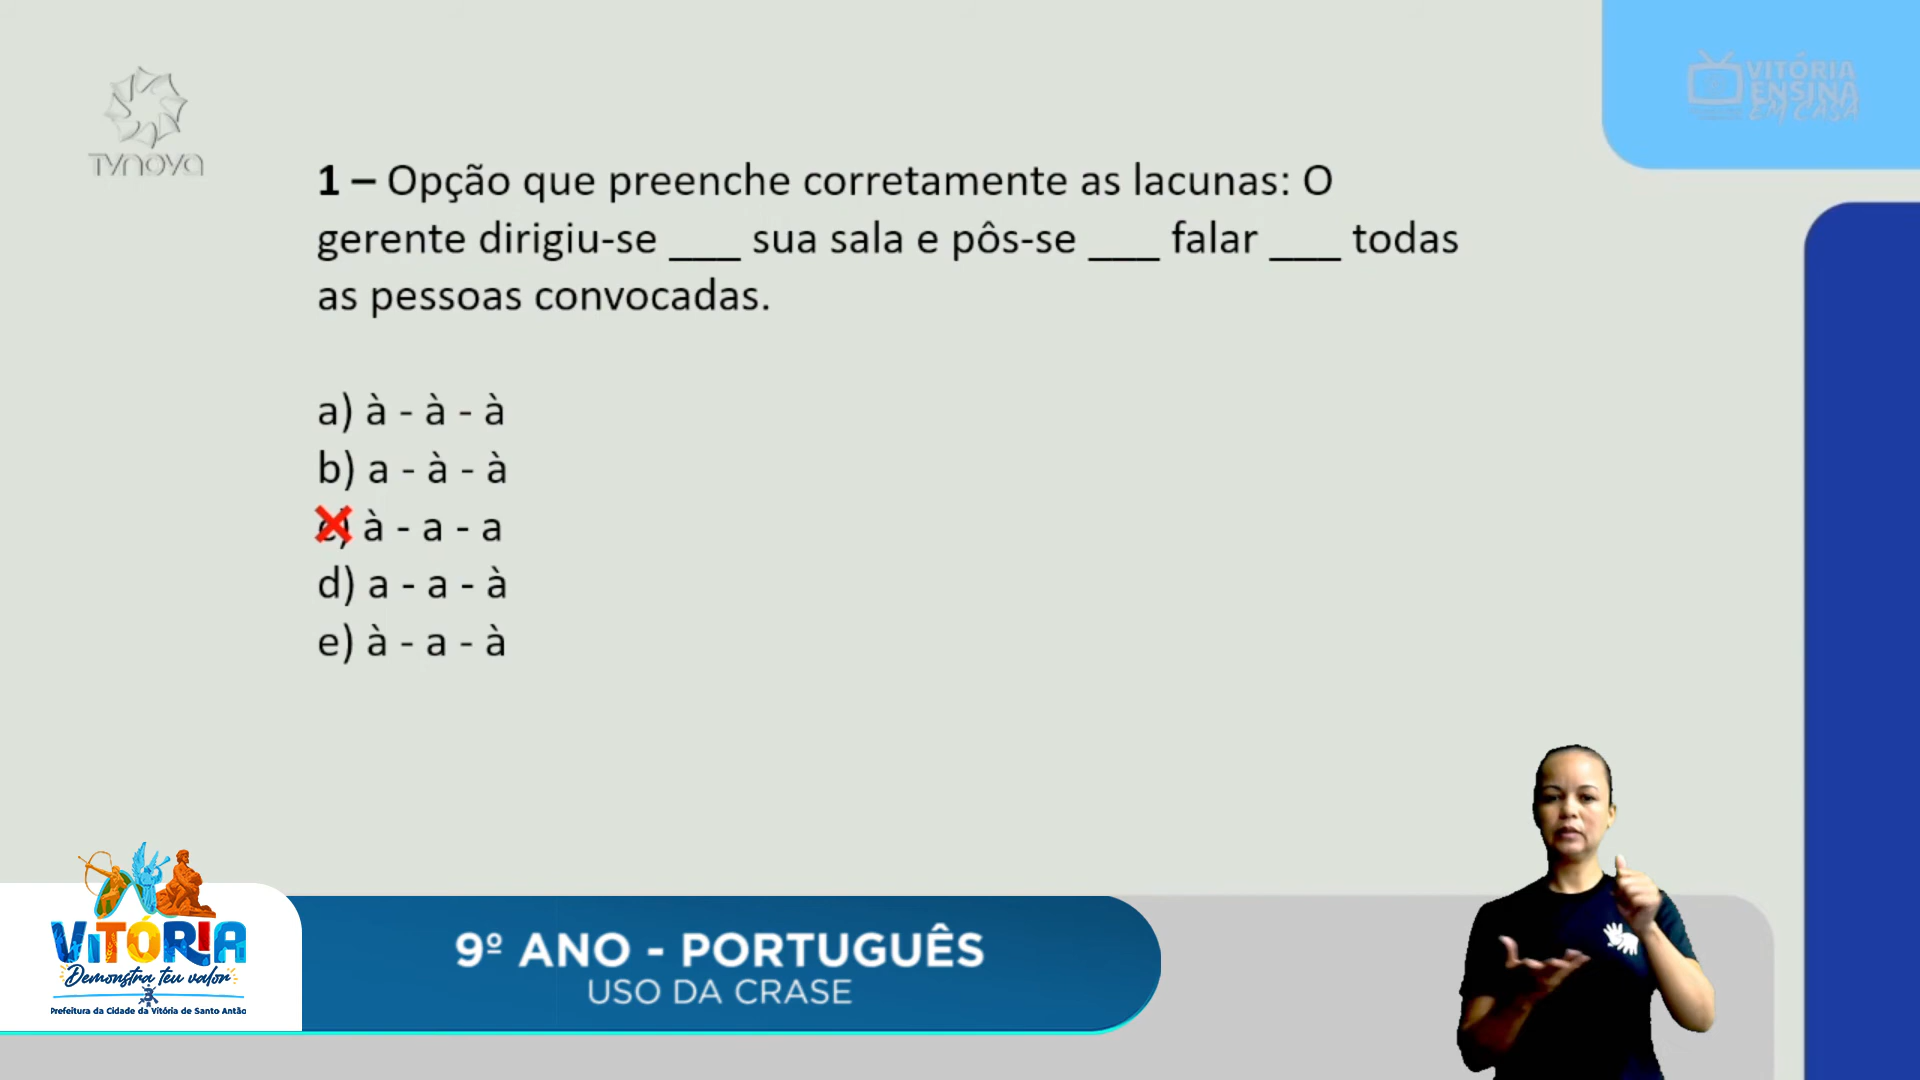 TVNOVA
VITÓRIA
ENSINA
EM CASA
1 – Opção que preenche corretamente as lacunas: O
gerente dirigiu-se ___ sua sala e pôs-se ___ falar ___ todas
as pessoas convocadas.
a) à - à - à
b) a - à - à
c) à - a - a
d) a - a - à
e) à - a - à
VITÓRIA
Demonstra teu valor
Prefeitura da Cidade da Vitória de Santo Antão
9º ANO - PORTUGUÊS
USO DA CRASE